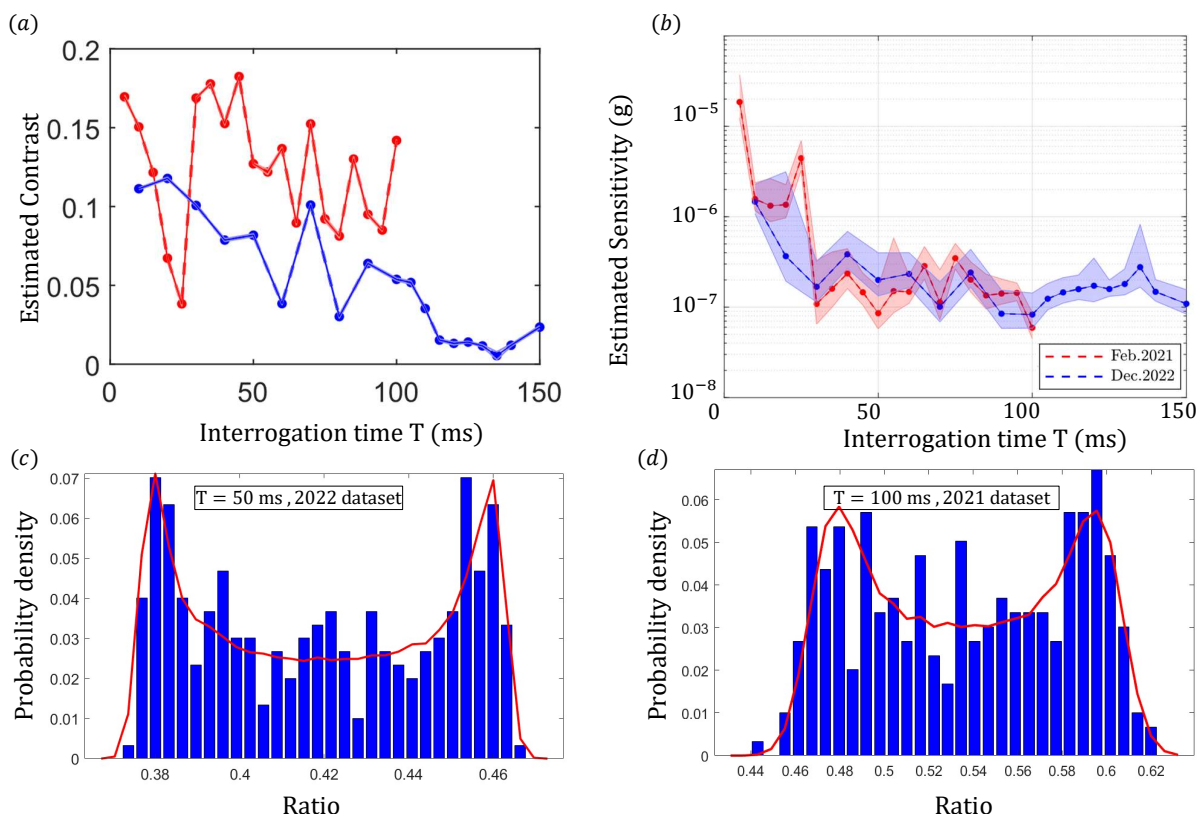 (a)
0.2
0.15
0.1
0.05
0
Estimated Contrast
0
50
100
150
Interrogation time T (ms)
(b)
10^-5
10^-6
10^-7
10^-8
Estimated Sensitivity (g)
Feb.2021
Dec.2022
0
50
100
150
Interrogation time T (ms)
(c)
T = 50 ms , 2022 dataset
0.07
0.06
0.05
0.04
0.03
0.02
0.01
0
Probability density
0.38
0.4
0.42
0.44
0.46
Ratio
(d)
T = 100 ms , 2021 dataset
0.06
0.05
0.04
0.03
0.02
0.01
0
Probability density
0.44
0.46
0.48
0.5
0.52
0.54
0.56
0.58
0.6
0.62
Ratio